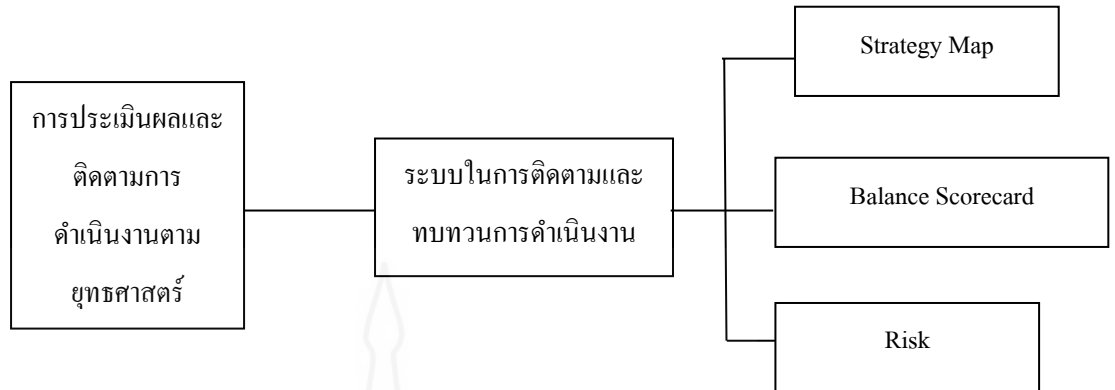 การประเมินผลและ
ติดตามการ
ดำเนินงานตาม
ยุทธศาสตร์
ระบบในการติดตามและ
ทบทวนการดำเนินงาน
Strategy Map
Balance Scorecard
Risk